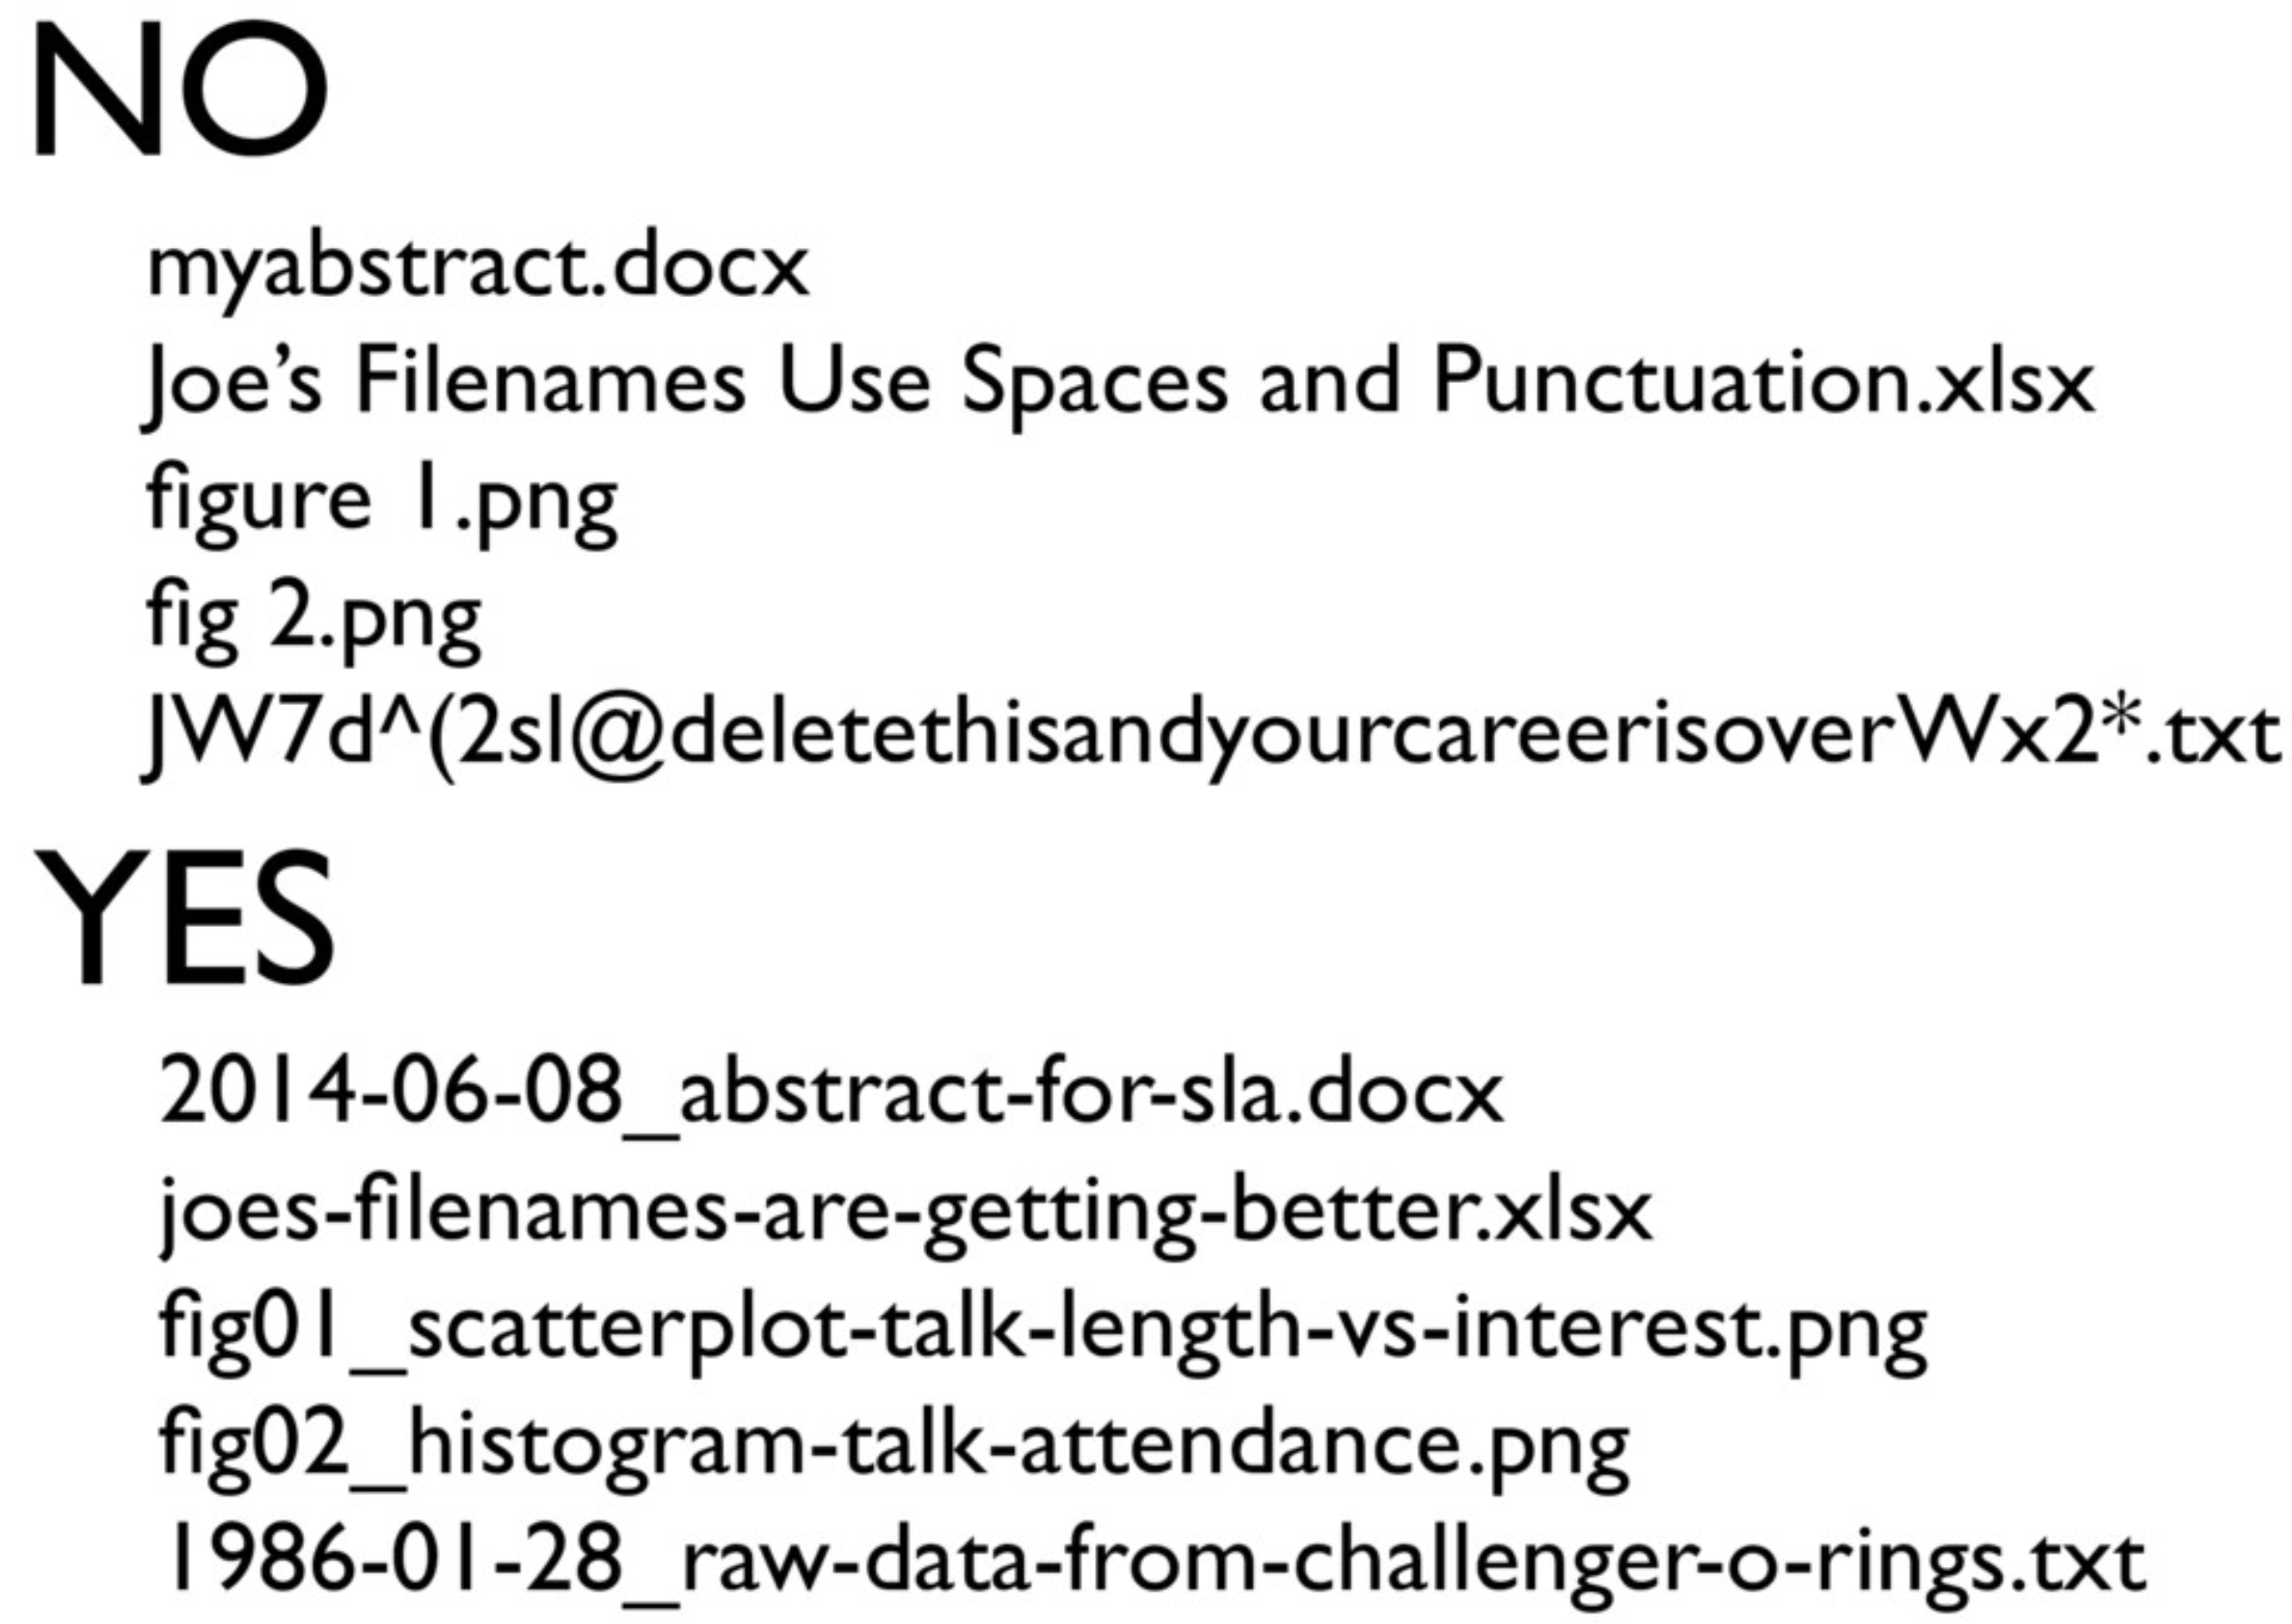 NO
myabstract.docx
Joe’s Filenames Use Spaces and Punctuation.xlsx
figure 1.png
fig 2.png
JW7d^(2sl@deletethisandyourcareerisoverWx2*.txt
YES
2014-06-08_abstract-for-sla.docx
joes-filenames-are-getting-better.xlsx
fig01_scatterplot-talk-length-vs-interest.png
fig02_histogram-talk-attendance.png
1986-01-28_raw-data-from-challenger-o-rings.txt